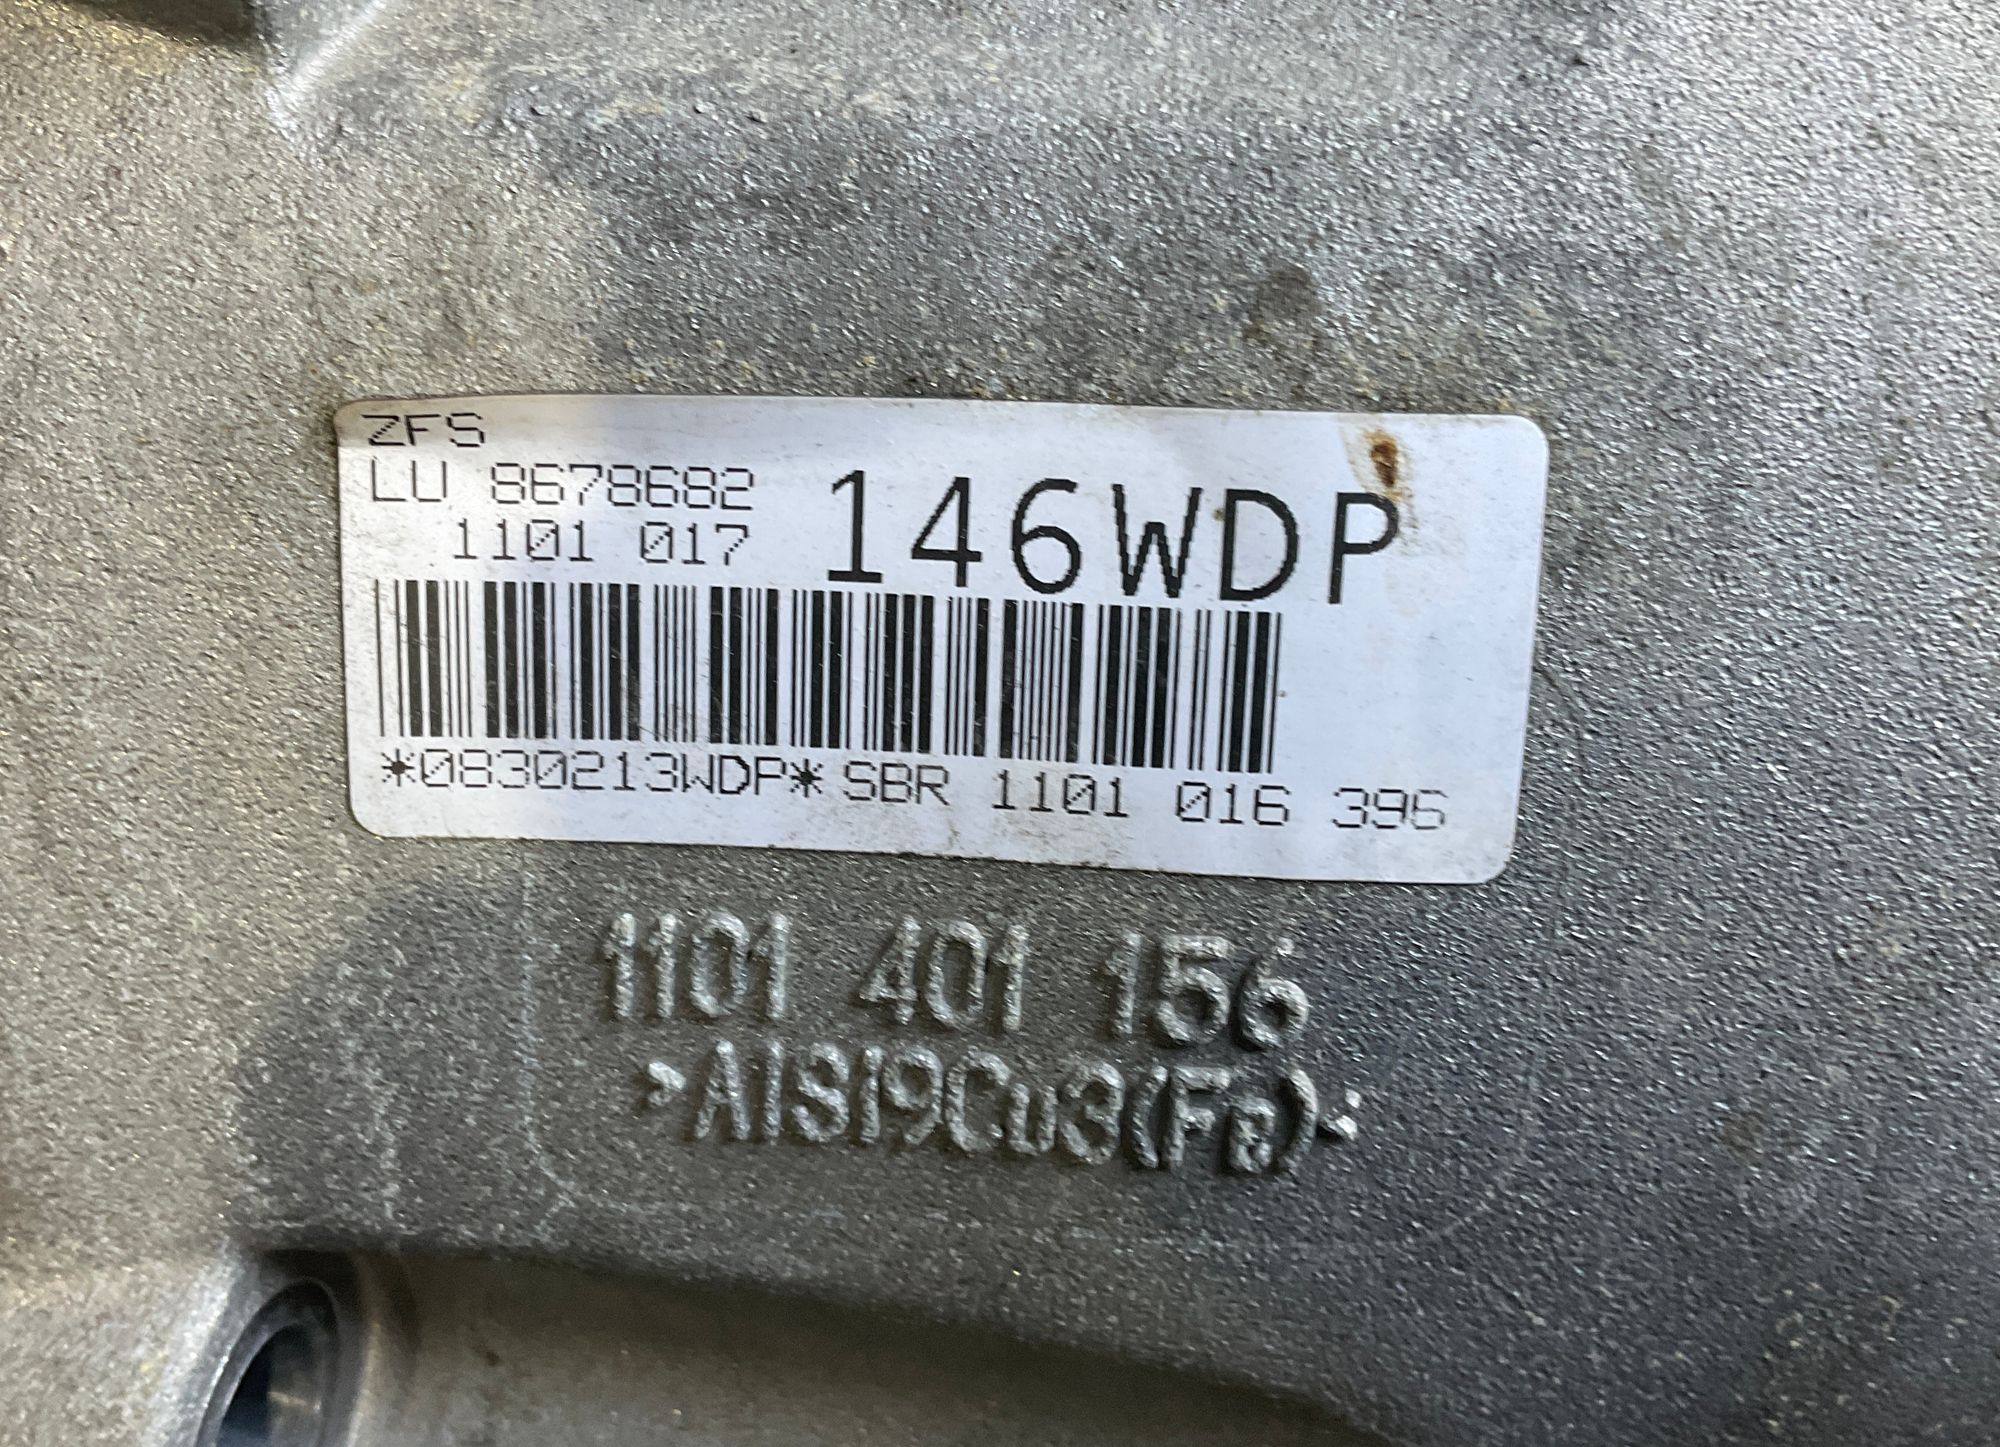 ZFS
LU 8678682
1101 017
146WDP
*0830213WDP* SBR 1101 016 396
1101 401 156
>AlSi9Cu3(Fe)<